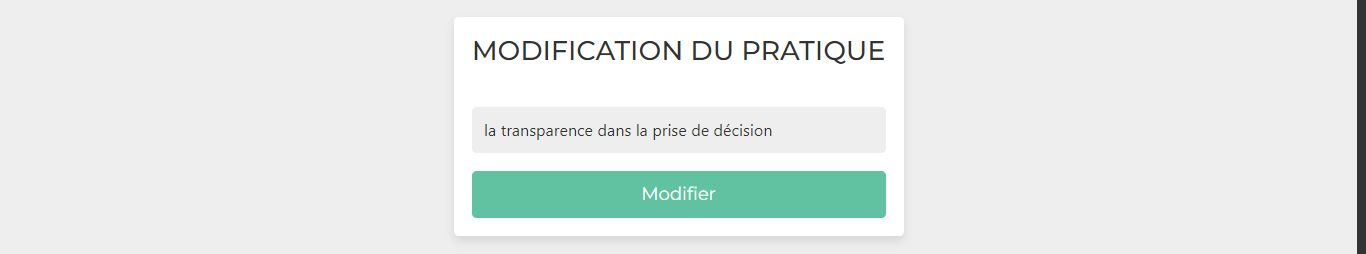 MODIFICATION DU PRATIQUE
la transparence dans la prise de décision
Modifier